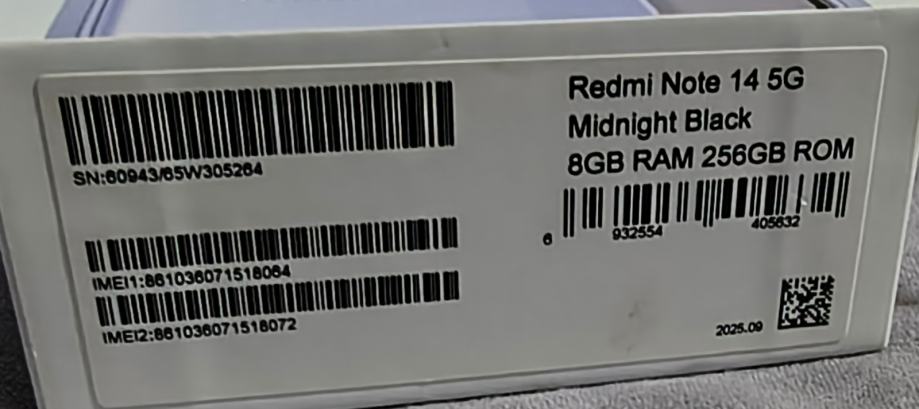 Redmi Note 14 5G
Midnight Black
8GB RAM 256GB ROM
6 932554 405632
SN:60943/65W305264
IMEI1:861036071518064
IMEI2:861036071518072
2025.09